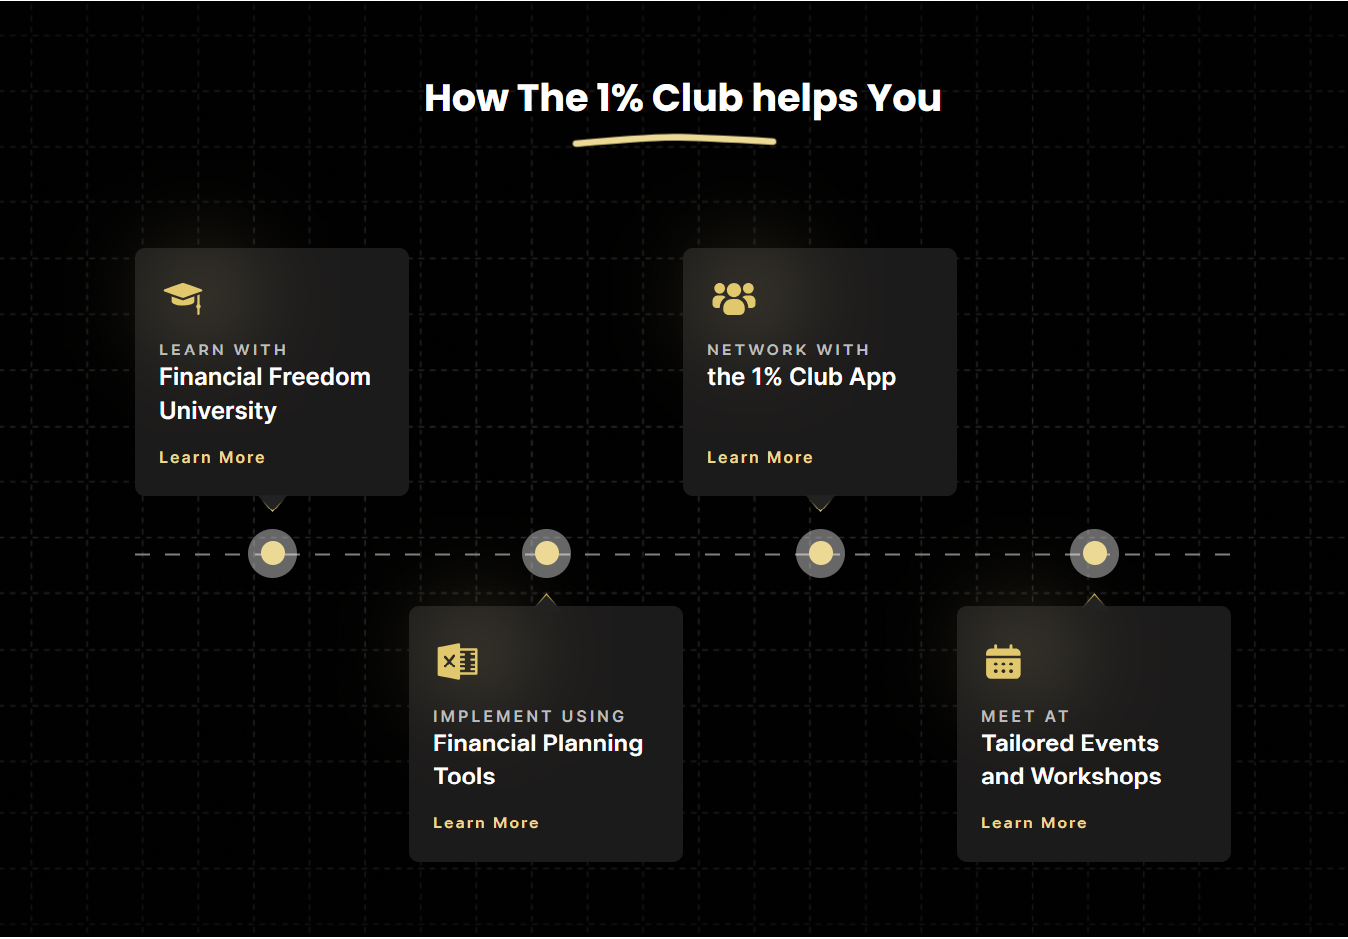 How The 1% Club helps You
LEARN WITH
Financial Freedom
University
Learn More
IMPLEMENT USING
Financial Planning
Tools
Learn More
NETWORK WITH
the 1% Club App
Learn More
MEET AT
Tailored Events
and Workshops
Learn More